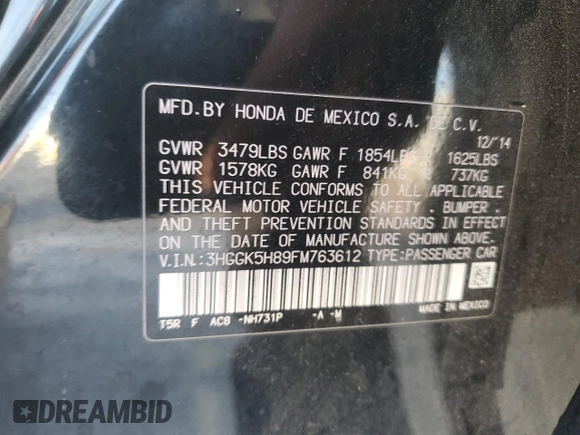 MFD.BY HONDA DE MEXICO S.A. DE C.V.
12/'14
GVWR 3479LBS GAWR F 1854LBS R 1625LBS
GVWR 1578KG GAWR F 841KG R 737KG
THIS VEHICLE CONFORMS TO ALL APPLICABLE
FEDERAL MOTOR VEHICLE SAFETY . BUMPER .
AND THEFT PREVENTION STANDARDS IN EFFECT
ON THE DATE OF MANUFACTURE SHOWN ABOVE.
V.I.N.:3HGGK5H89FM763612 TYPE:PASSENGER CAR
MADE IN MEXICO
T5R F AC8 -NH731P -A -M
DREAMBID